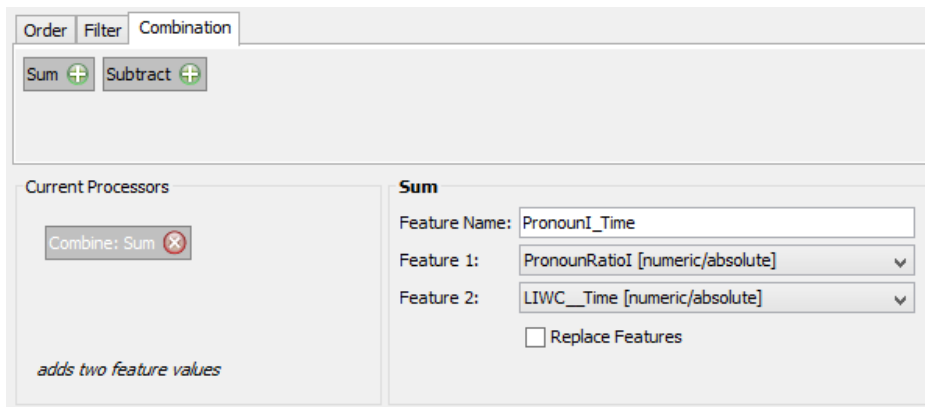 Order Filter Combination
Sum Subtract
Current Processors
Combine: Sum
adds two feature values
Sum
Feature Name: PronounI_Time
Feature 1: PronounRatioI [numeric/absolute]
Feature 2: LIWC__Time [numeric/absolute]
Replace Features